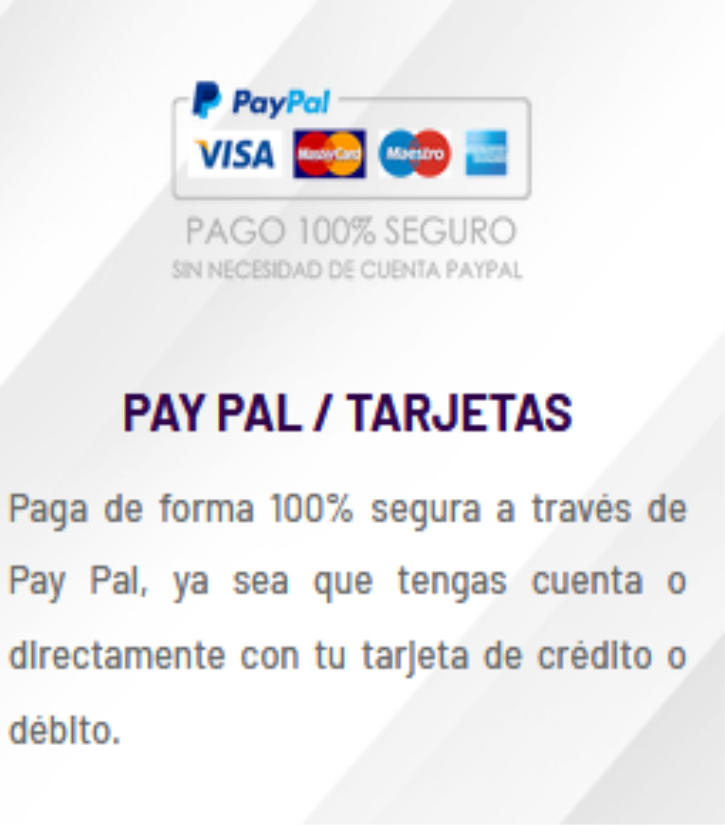 PayPal
VISA MasterCard Maestro
PAGO 100% SEGURO
SIN NECESIDAD DE CUENTA PAYPAL
PAY PAL / TARJETAS
Paga de forma 100% segura a través de
Pay Pal, ya sea que tengas cuenta o
directamente con tu tarjeta de crédito o
débito.